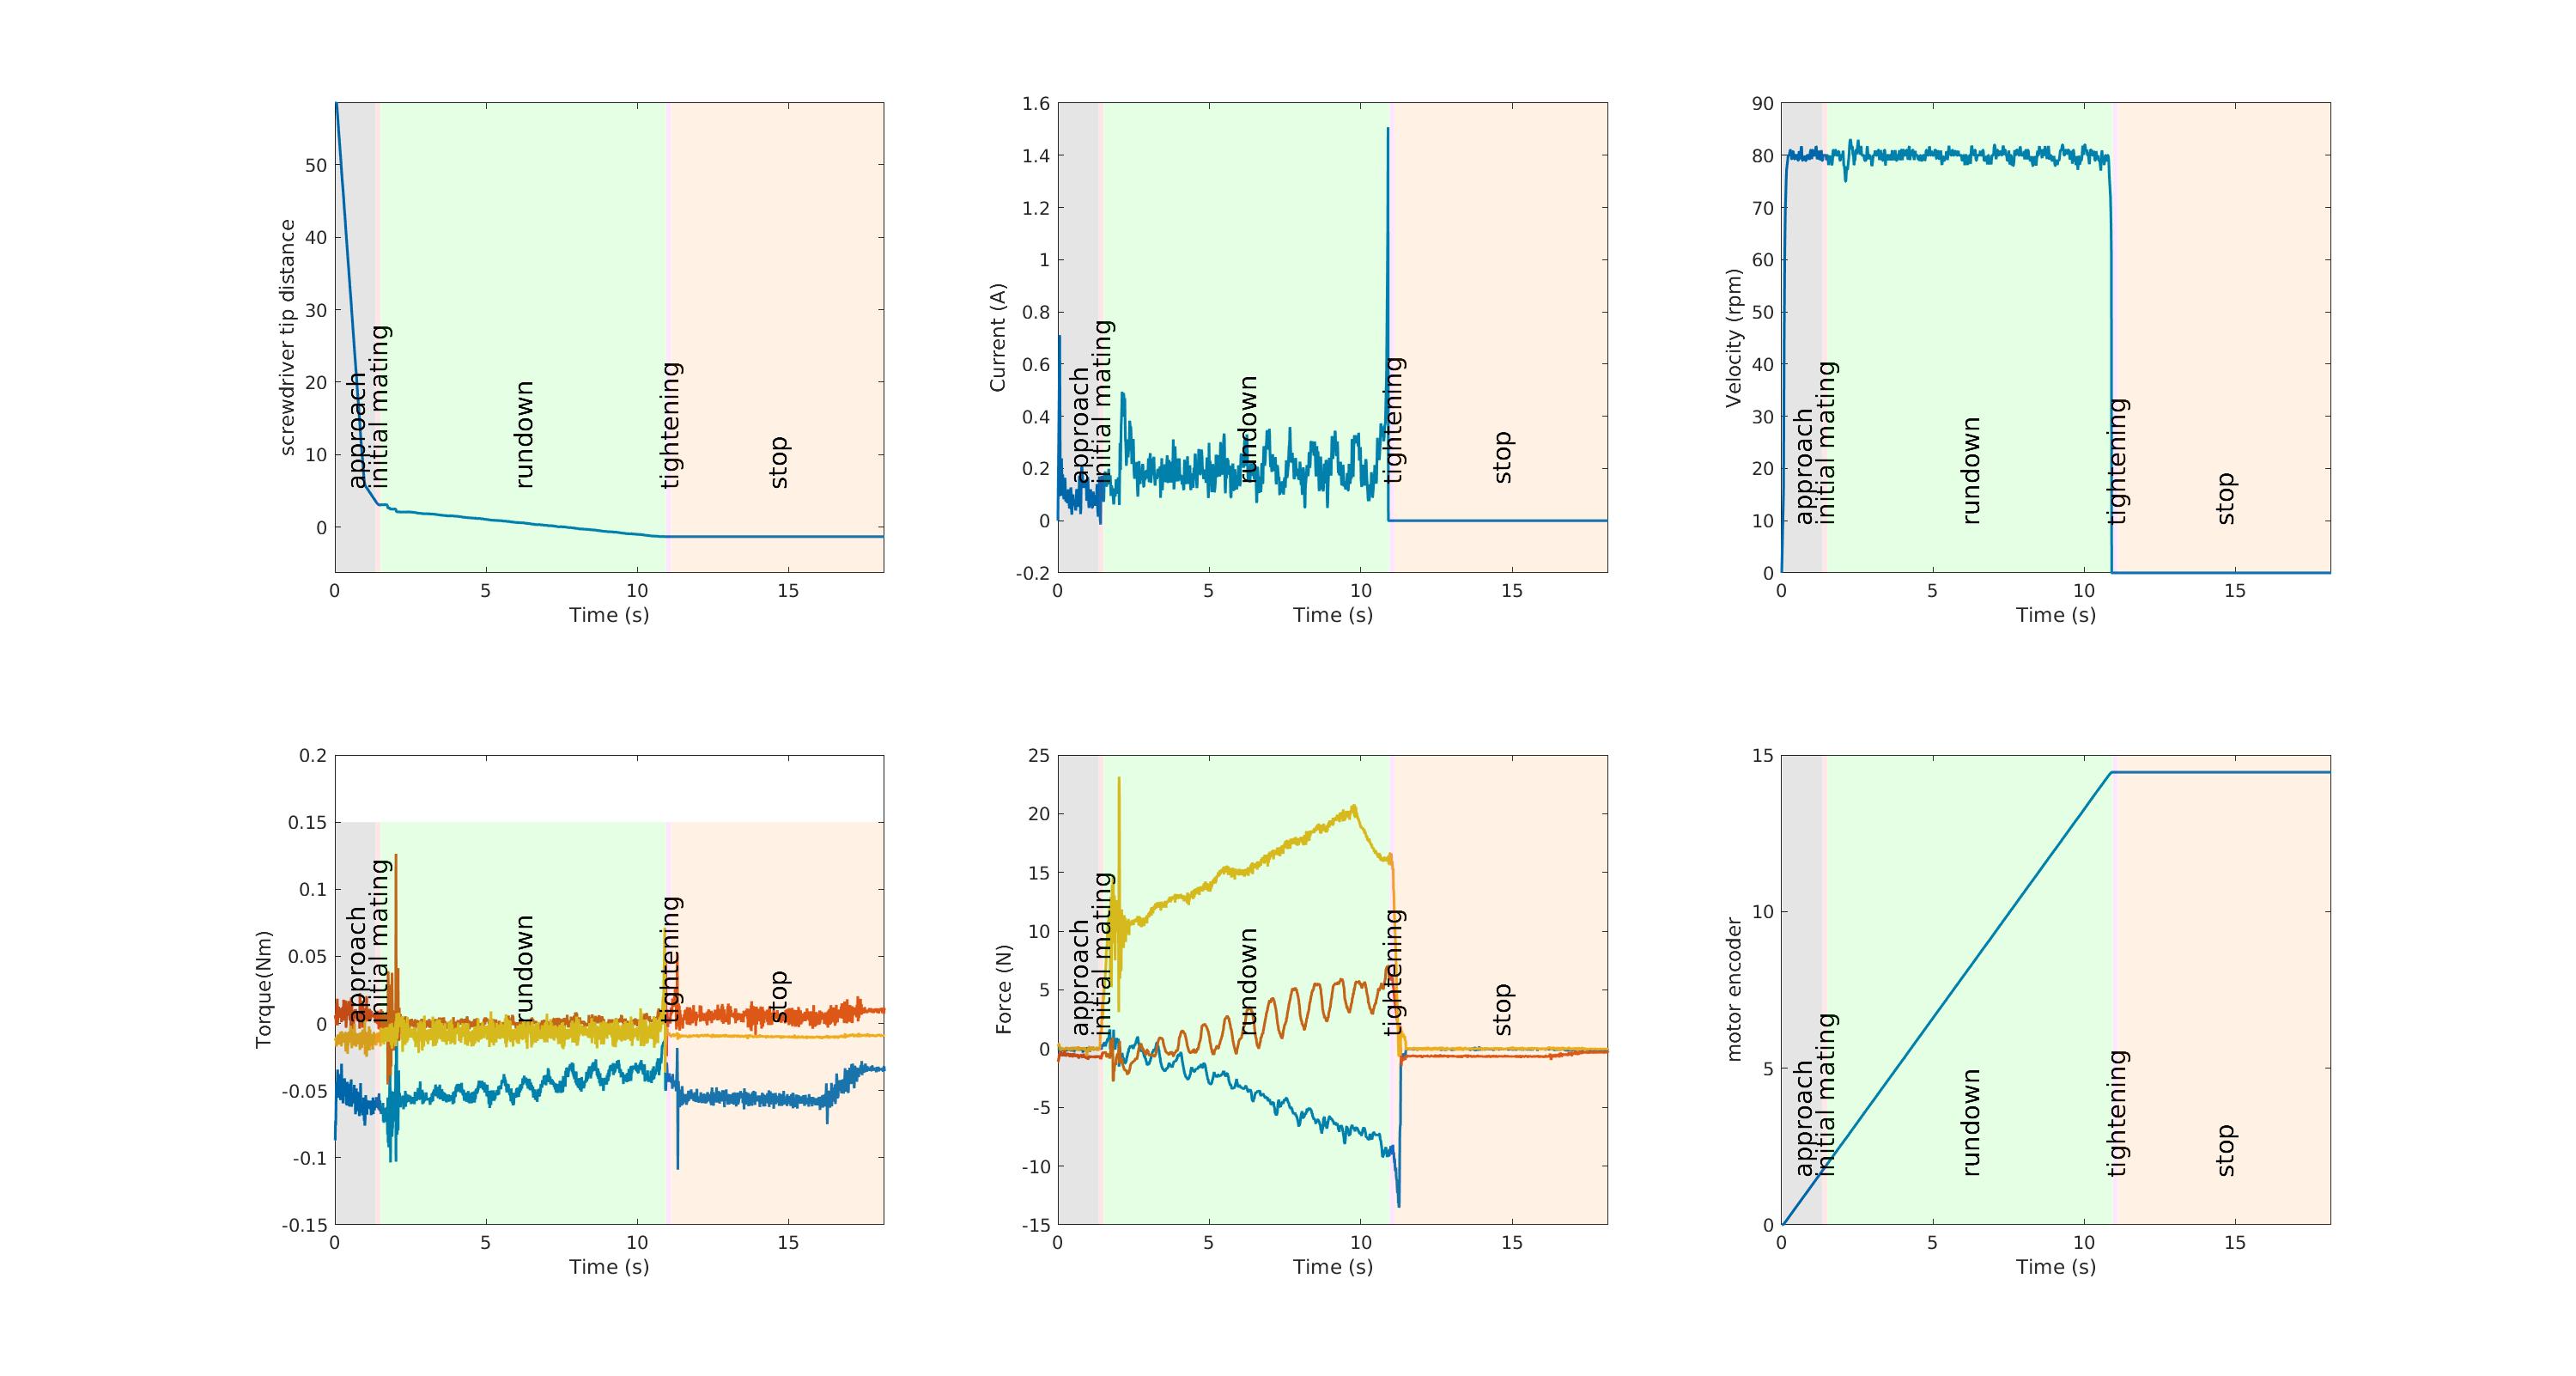 screwdriver tip distance
50
40
30
20
10
0
approach
initial mating
rundown
tightening
stop
0 5 10 15
Time (s)
Current (A)
1.6
1.4
1.2
1
0.8
0.6
0.4
0.2
0
-0.2
approach
initial mating
rundown
tightening
stop
0 5 10 15
Time (s)
Velocity (rpm)
90
80
70
60
50
40
30
20
10
0
approach
initial mating
rundown
tightening
stop
0 5 10 15
Time (s)
Torque(Nm)
0.2
0.15
0.1
0.05
0
-0.05
-0.1
-0.15
approach
initial mating
rundown
tightening
stop
0 5 10 15
Time (s)
Force (N)
25
20
15
10
5
0
-5
-10
-15
approach
initial mating
rundown
tightening
stop
0 5 10 15
Time (s)
motor encoder
15
10
5
0
approach
initial mating
rundown
tightening
stop
0 5 10 15
Time (s)